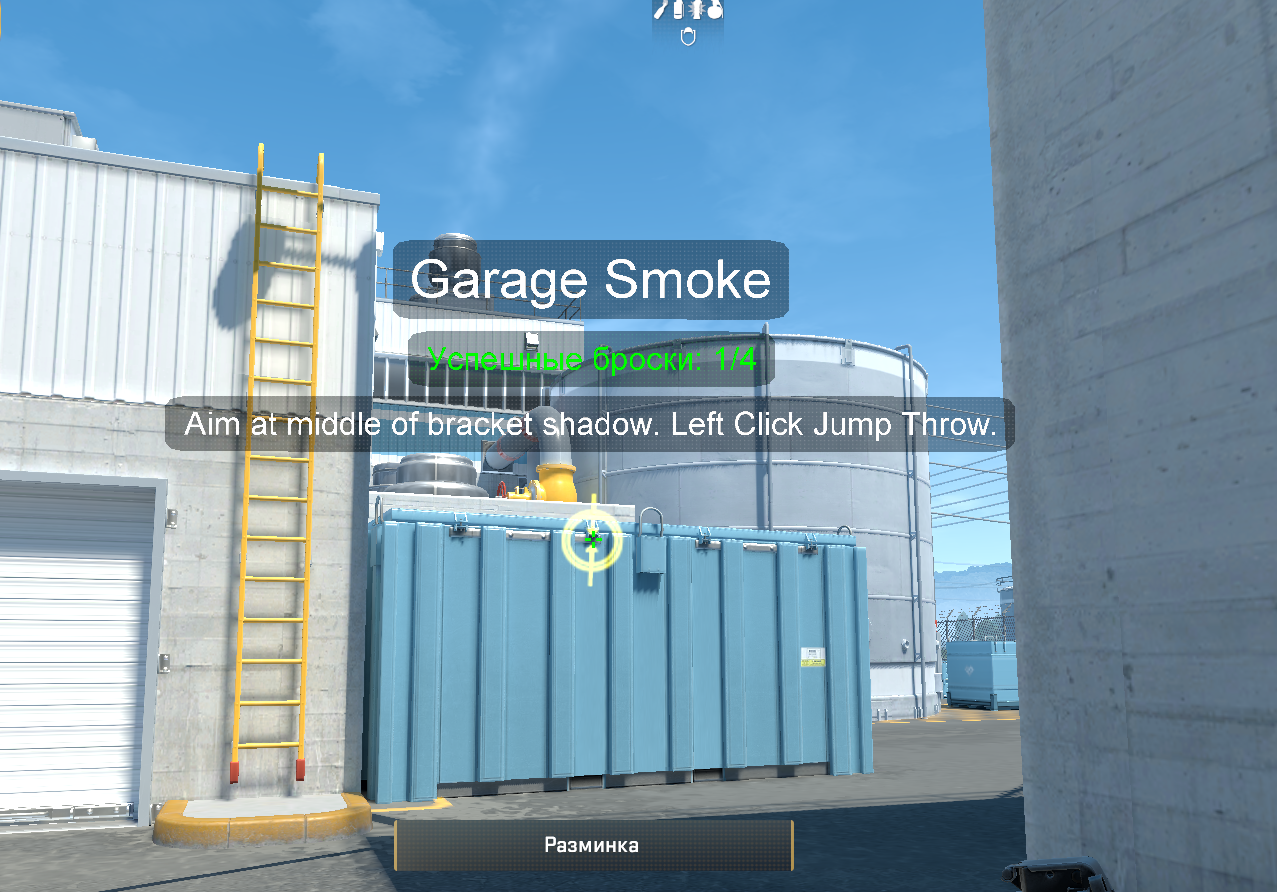 Garage Smoke
Успешные броски: 1/4
Aim at middle of bracket shadow. Left Click Jump Throw.
Разминка